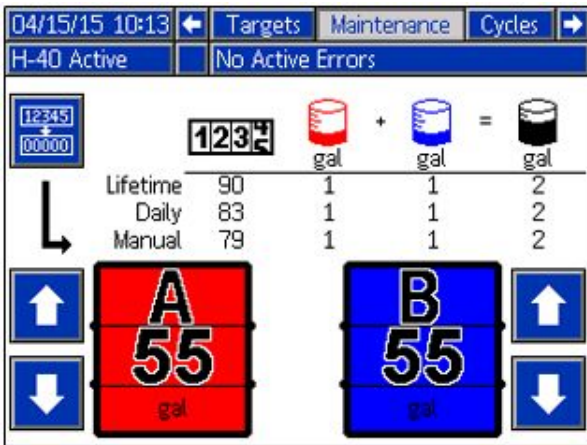 04/15/15 10:13 Targets Maintenance Cycles
H-40 Active No Active Errors
12345
00000
1234 + =
gal gal gal
Lifetime 90 1 1 2
Daily 83 1 1 2
Manual 79 1 1 2
A B
55 55
gal gal